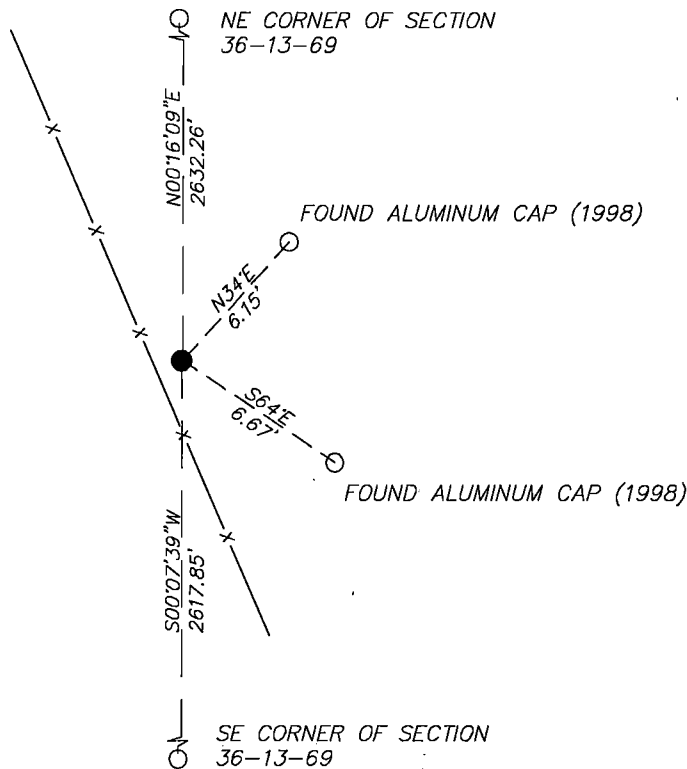 NE CORNER OF SECTION
36-13-69
N00°16'09"E
2632.26'
FOUND ALUMINUM CAP (1998)
N34°E
6.15'
S64°E
6.67'
FOUND ALUMINUM CAP (1998)
S00°07'39"W
2617.85'
SE CORNER OF SECTION
36-13-69